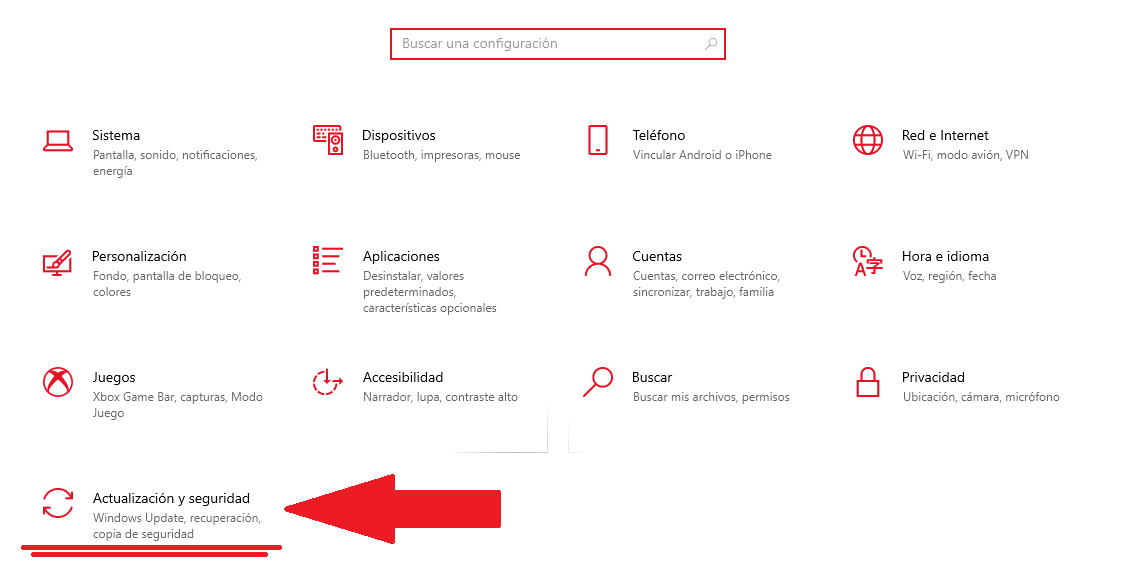 Buscar una configuración
Sistema
Pantalla, sonido, notificaciones,
energía
Dispositivos
Bluetooth, impresoras, mouse
Teléfono
Vincular Android o iPhone
Red e Internet
Wi-Fi, modo avión, VPN
Personalización
Fondo, pantalla de bloqueo,
colores
Aplicaciones
Desinstalar, valores
predeterminados,
características opcionales
Cuentas
Cuentas, correo electrónico,
sincronizar, trabajo, familia
Hora e idioma
Voz, región, fecha
Juegos
Xbox Game Bar, capturas, Modo
Juego
Accesibilidad
Narrador, lupa, contraste alto
Buscar
Buscar mis archivos, permisos
Privacidad
Ubicación, cámara, micrófono
Actualización y seguridad
Windows Update, recuperación,
copia de seguridad